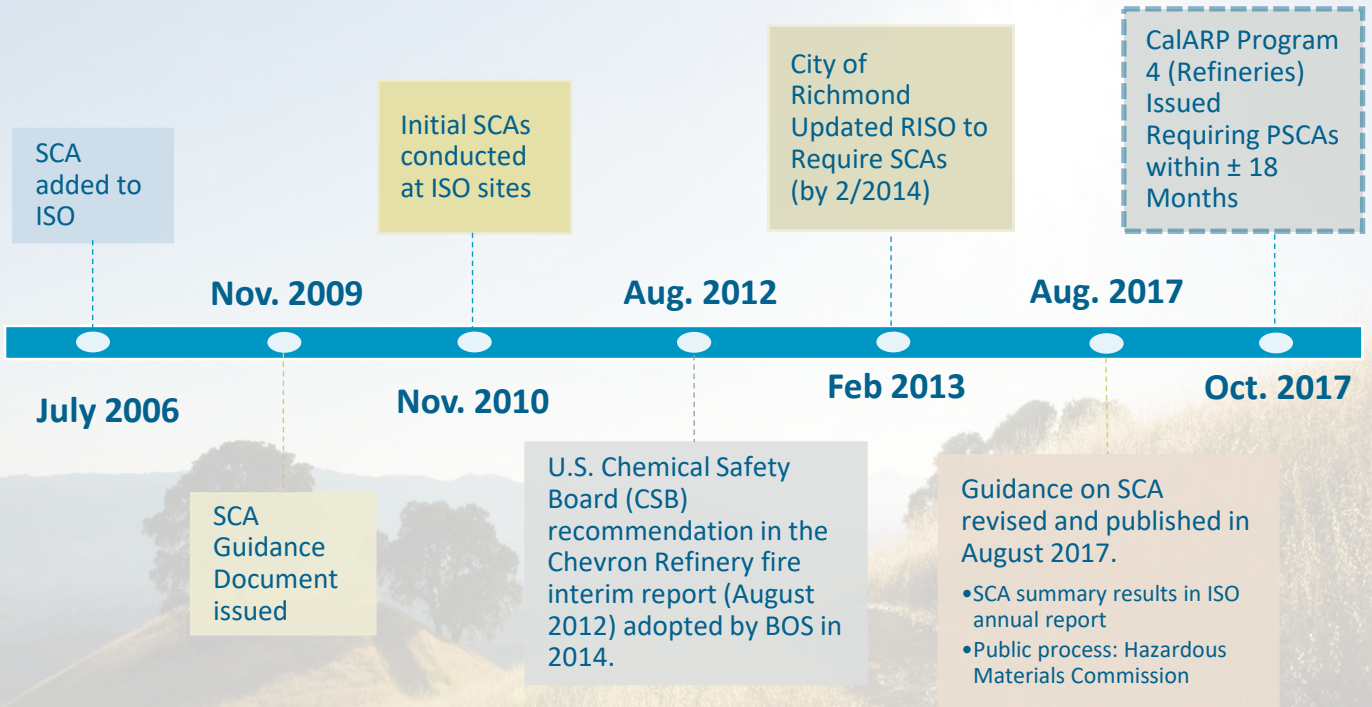 SCA
added to
ISO
July 2006
Nov. 2009
SCA
Guidance
Document
issued
Initial SCAs
conducted
at ISO sites
Nov. 2010
Aug. 2012
U.S. Chemical Safety
Board (CSB)
recommendation in the
Chevron Refinery fire
interim report (August
2012) adopted by BOS in
2014.
City of
Richmond
Updated RISO to
Require SCAs
(by 2/2014)
Feb 2013
Aug. 2017
Guidance on SCA
revised and published in
August 2017.
•SCA summary results in ISO
annual report
•Public process: Hazardous
Materials Commission
CalARP Program
4 (Refineries)
Issued
Requiring PSCAs
within ± 18
Months
Oct. 2017